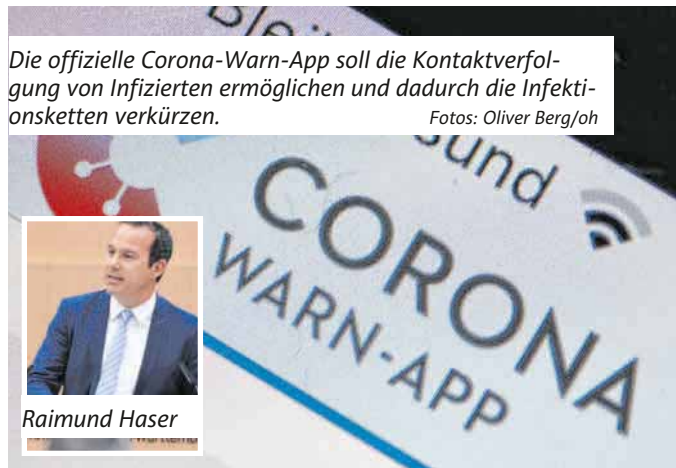 Die offizielle Corona-Warn-App soll die Kontaktverfol-
gung von Infizierten ermöglichen und dadurch die Infekti-
onsketten verkürzen. Fotos: Oliver Berg/oh
CORONA
WARN-APP
Raimund Haser